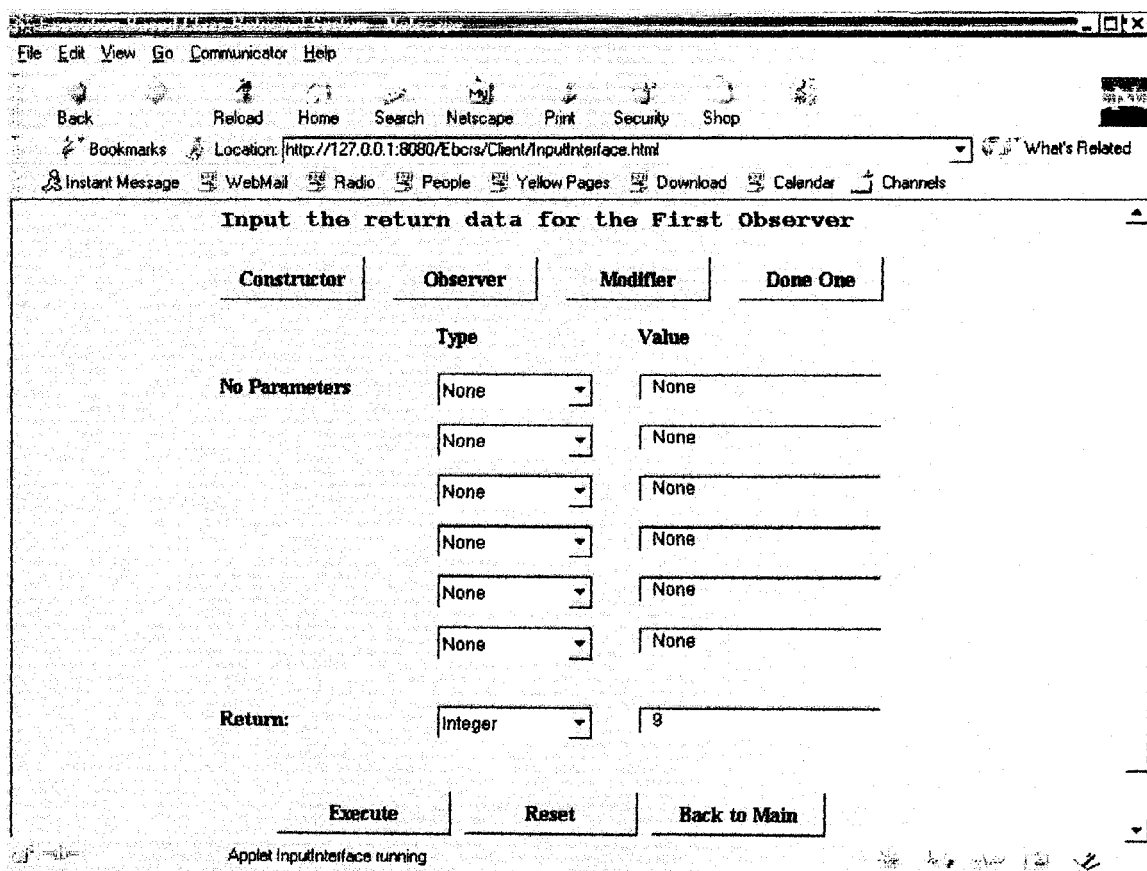 File Edit View Go Communicator Help
Back Reload Home Search Netscape Print Security Shop
Bookmarks Location: http://127.0.0.1:8080/Ebcrs/Client/InputInterface.html What's Related
Instant Message WebMail Radio People Yellow Pages Download Calendar Channels
Input the return data for the First Observer
Constructor Observer Modifier Done One
Type Value
No Parameters None None
None None
None None
None None
None None
None None
Return: Integer 9
Execute Reset Back to Main
Applet InputInterface running